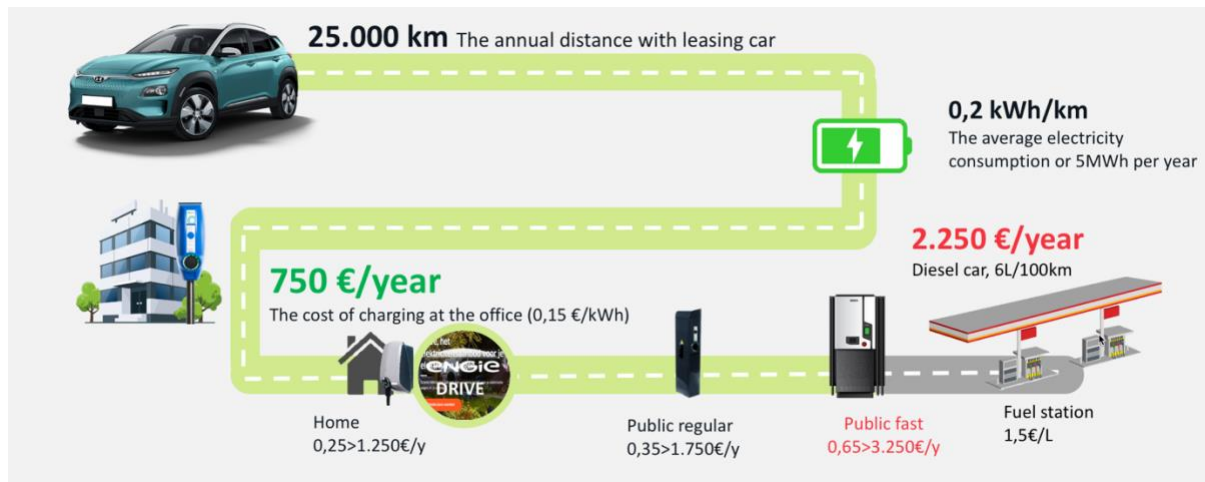 25.000 km The annual distance with leasing car
0,2 kWh/km
The average electricity
consumption or 5MWh per year
2.250 €/year
Diesel car, 6L/100km
750 €/year
The cost of charging at the office (0,15 €/kWh)
het
voor je
ENGIE
DRIVE
Home
0,25>1.250€/y
Public regular
0,35>1.750€/y
Public fast
0,65>3.250€/y
Fuel station
1,5€/L